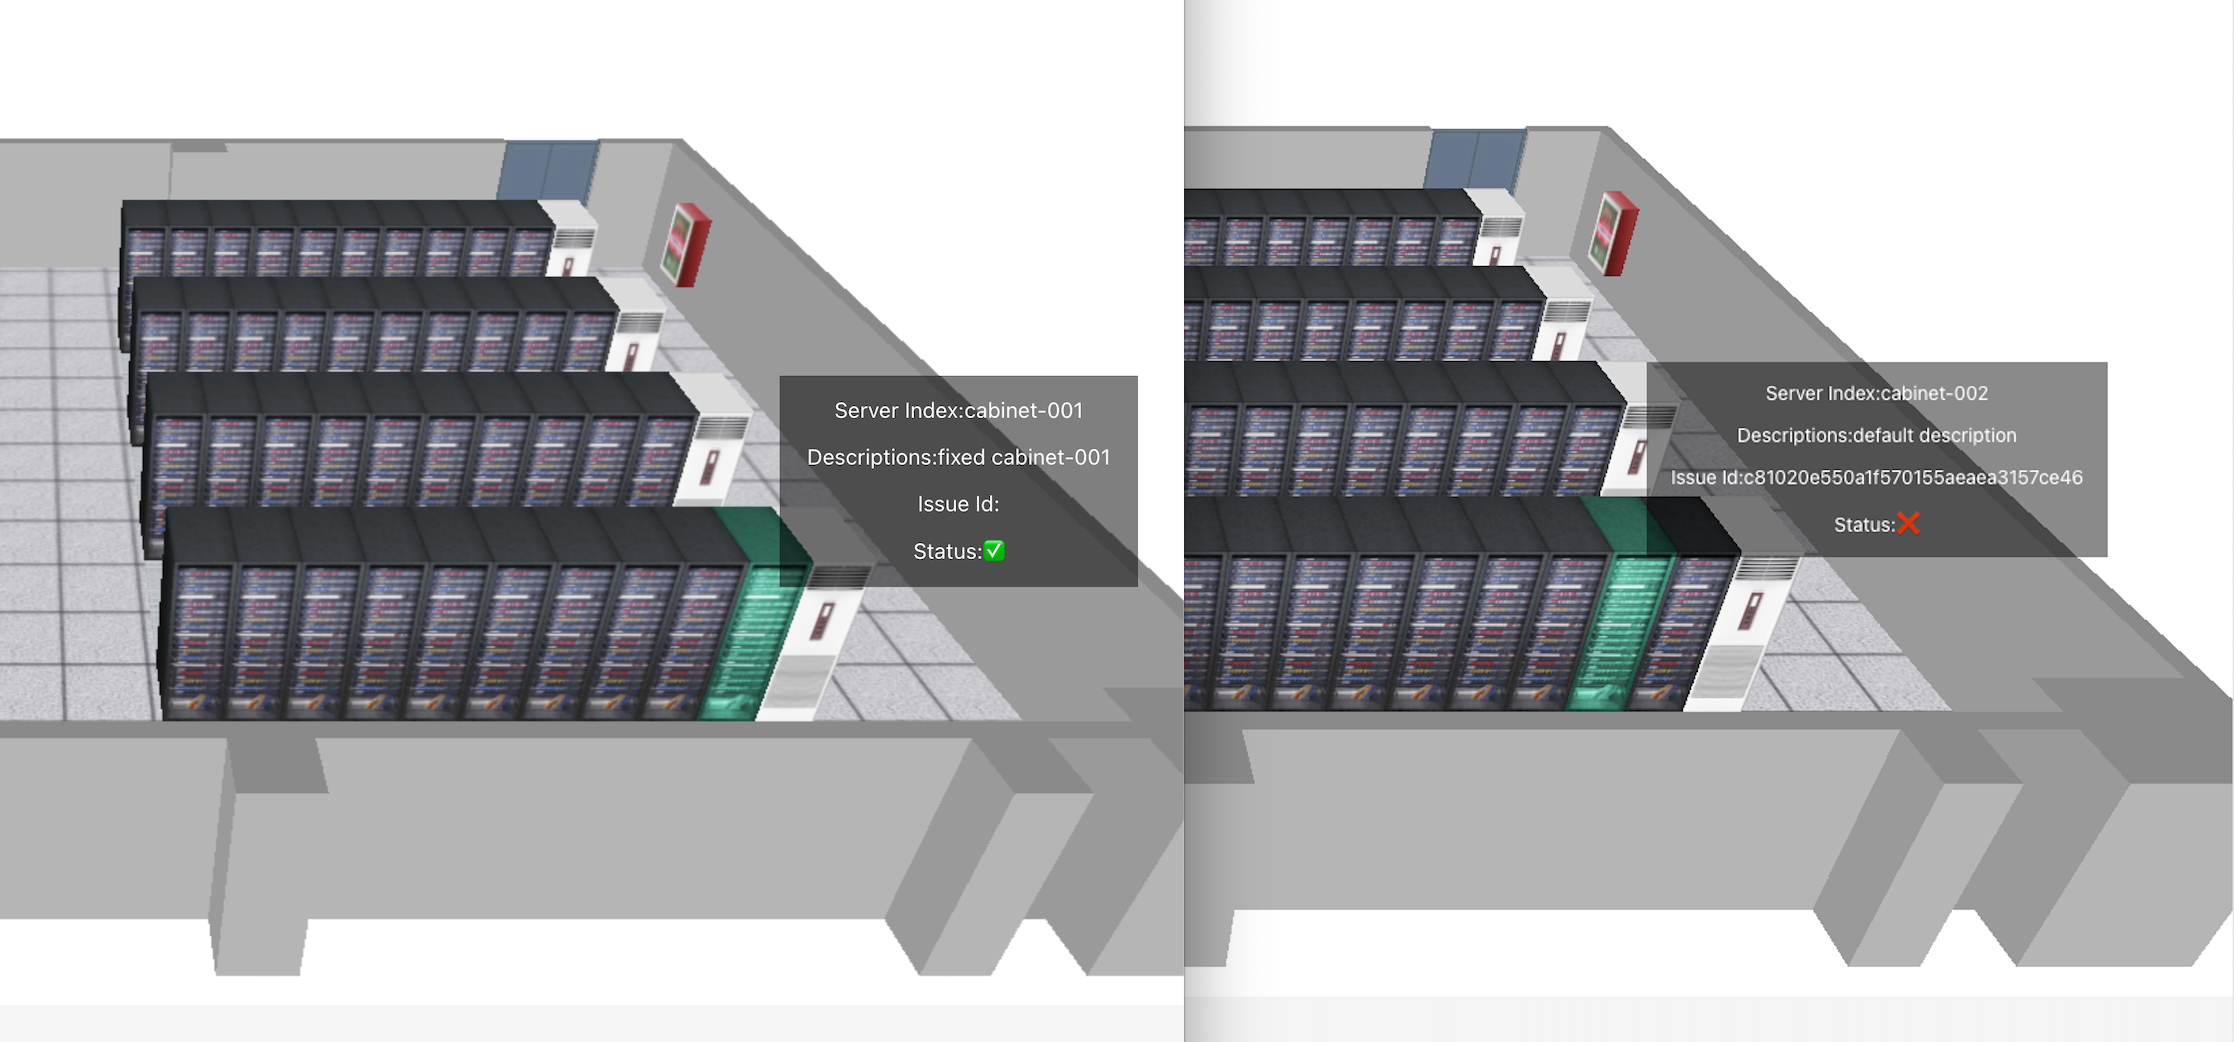 Server Index:cabinet-001
Descriptions:fixed cabinet-001
Issue Id:
Status:✅
Server Index:cabinet-002
Descriptions:default description
Issue Id:c81020e550a1f570155aeaea3157ce46
Status:❌